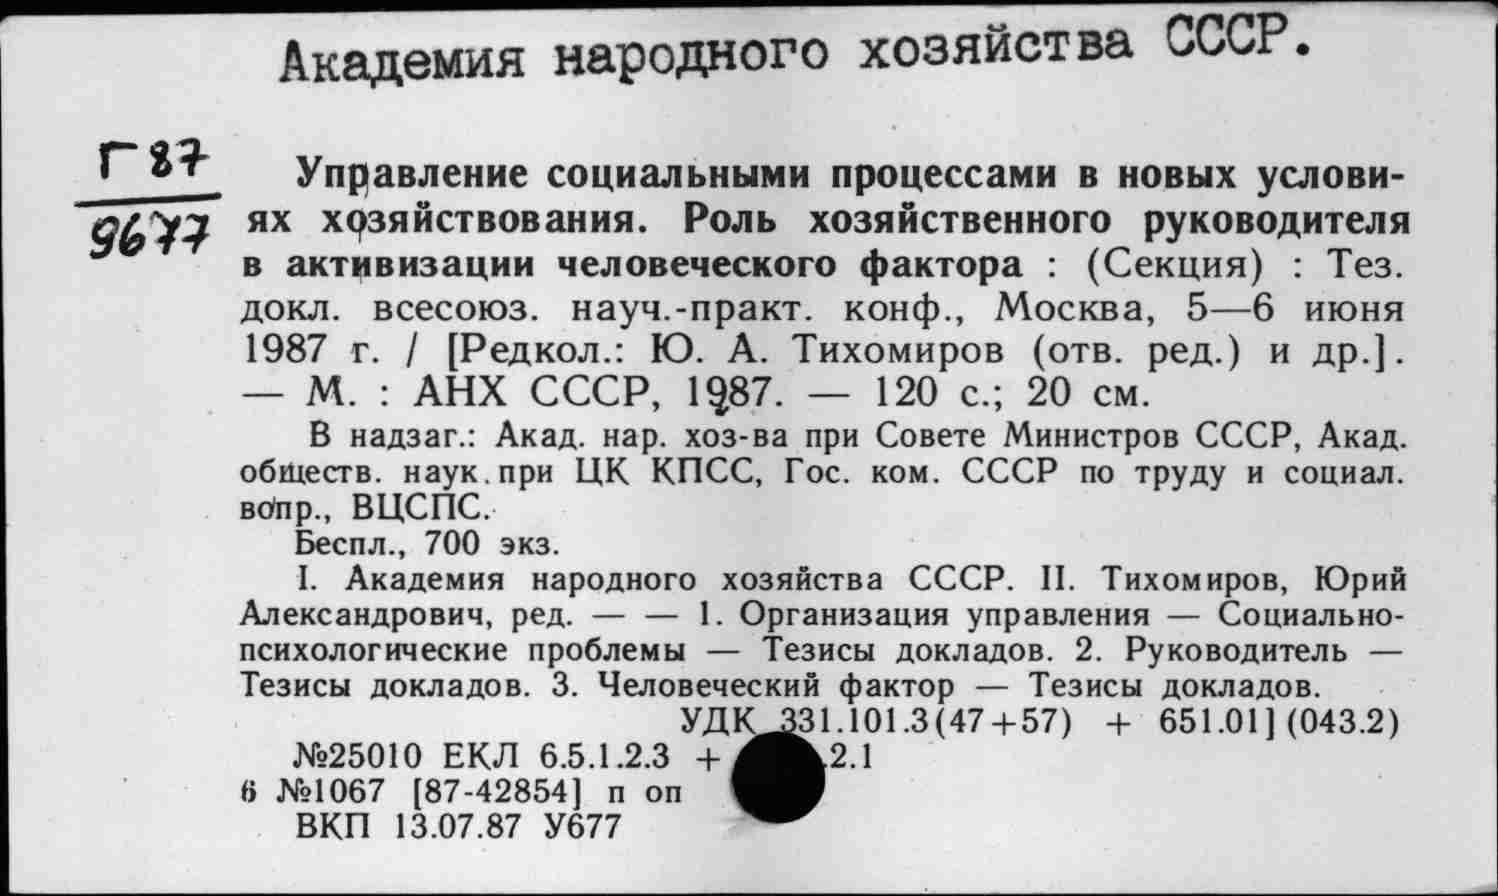 Академия народного хозяйства СССР.
Г 87
9677
Управление социальными процессами в новых услови-
ях хозяйствования. Роль хозяйственного руководителя
в активизации человеческого фактора : (Секция) : Тез.
докл. всесоюз. науч.-практ. конф., Москва, 5—6 июня
1987 г. / [Редкол.: Ю. А. Тихомиров (отв. ред.) и др.].
— М. : АНХ СССР, 1987. — 120 с.; 20 см.
В надзаг.: Акад. нар. хоз-ва при Совете Министров СССР, Акад.
обществ. наук при ЦК КПСС, Гос. ком. СССР по труду и социал.
вопр., ВЦСПС.
Беспл., 700 экз.
I. Академия народного хозяйства СССР. II. Тихомиров, Юрий
Александрович, ред. — — 1. Организация управления — Социально-
психологические проблемы — Тезисы докладов. 2. Руководитель —
Тезисы докладов. 3. Человеческий фактор — Тезисы докладов.
УДК 331.101.3(47+57) + 651.01](043.2)
№25010 ЕКЛ 6.5.1.2.3 + .2.1
6 №1067 [87-42854] п оп
ВКП 13.07.87 У677